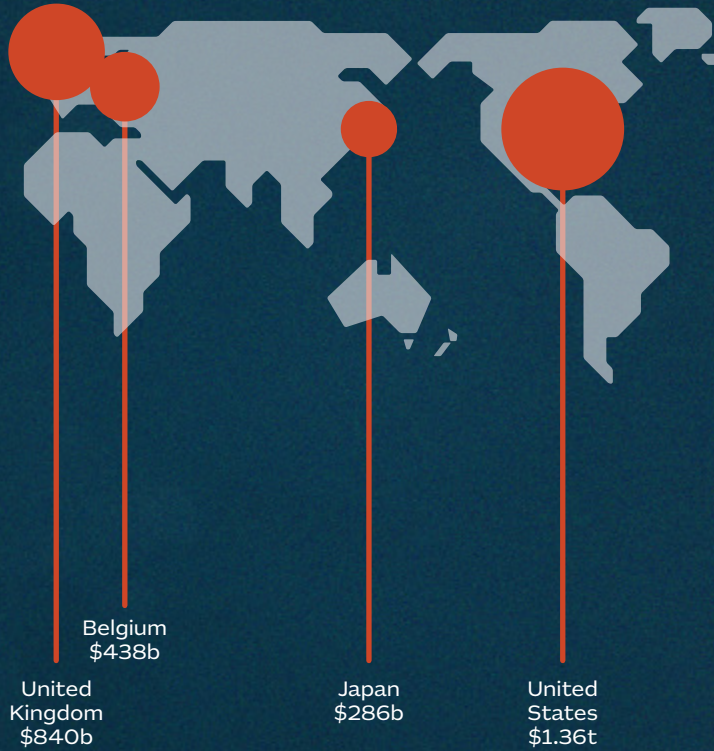 Belgium
$438b
United
Kingdom
$840b
Japan
$286b
United
States
$1.36t